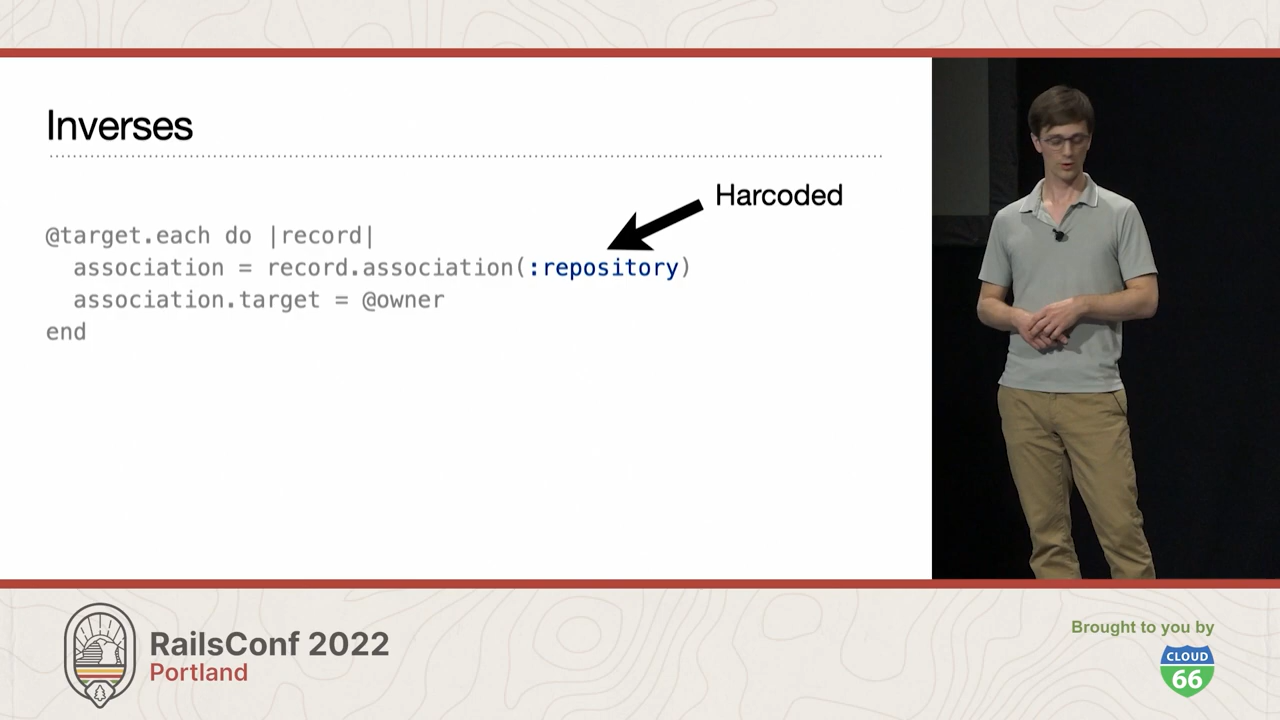 Inverses
Harcoded
@target.each do |record|
  association = record.association(:repository)
  association.target = @owner
end
RailsConf 2022
Portland
Brought to you by
CLOUD
66